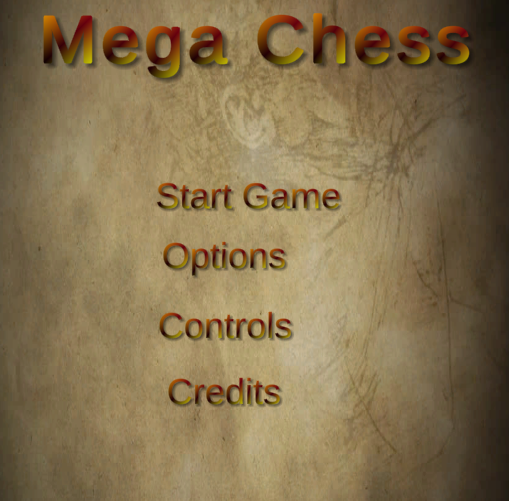 Mega Chess
Start Game
Options
Controls
Credits